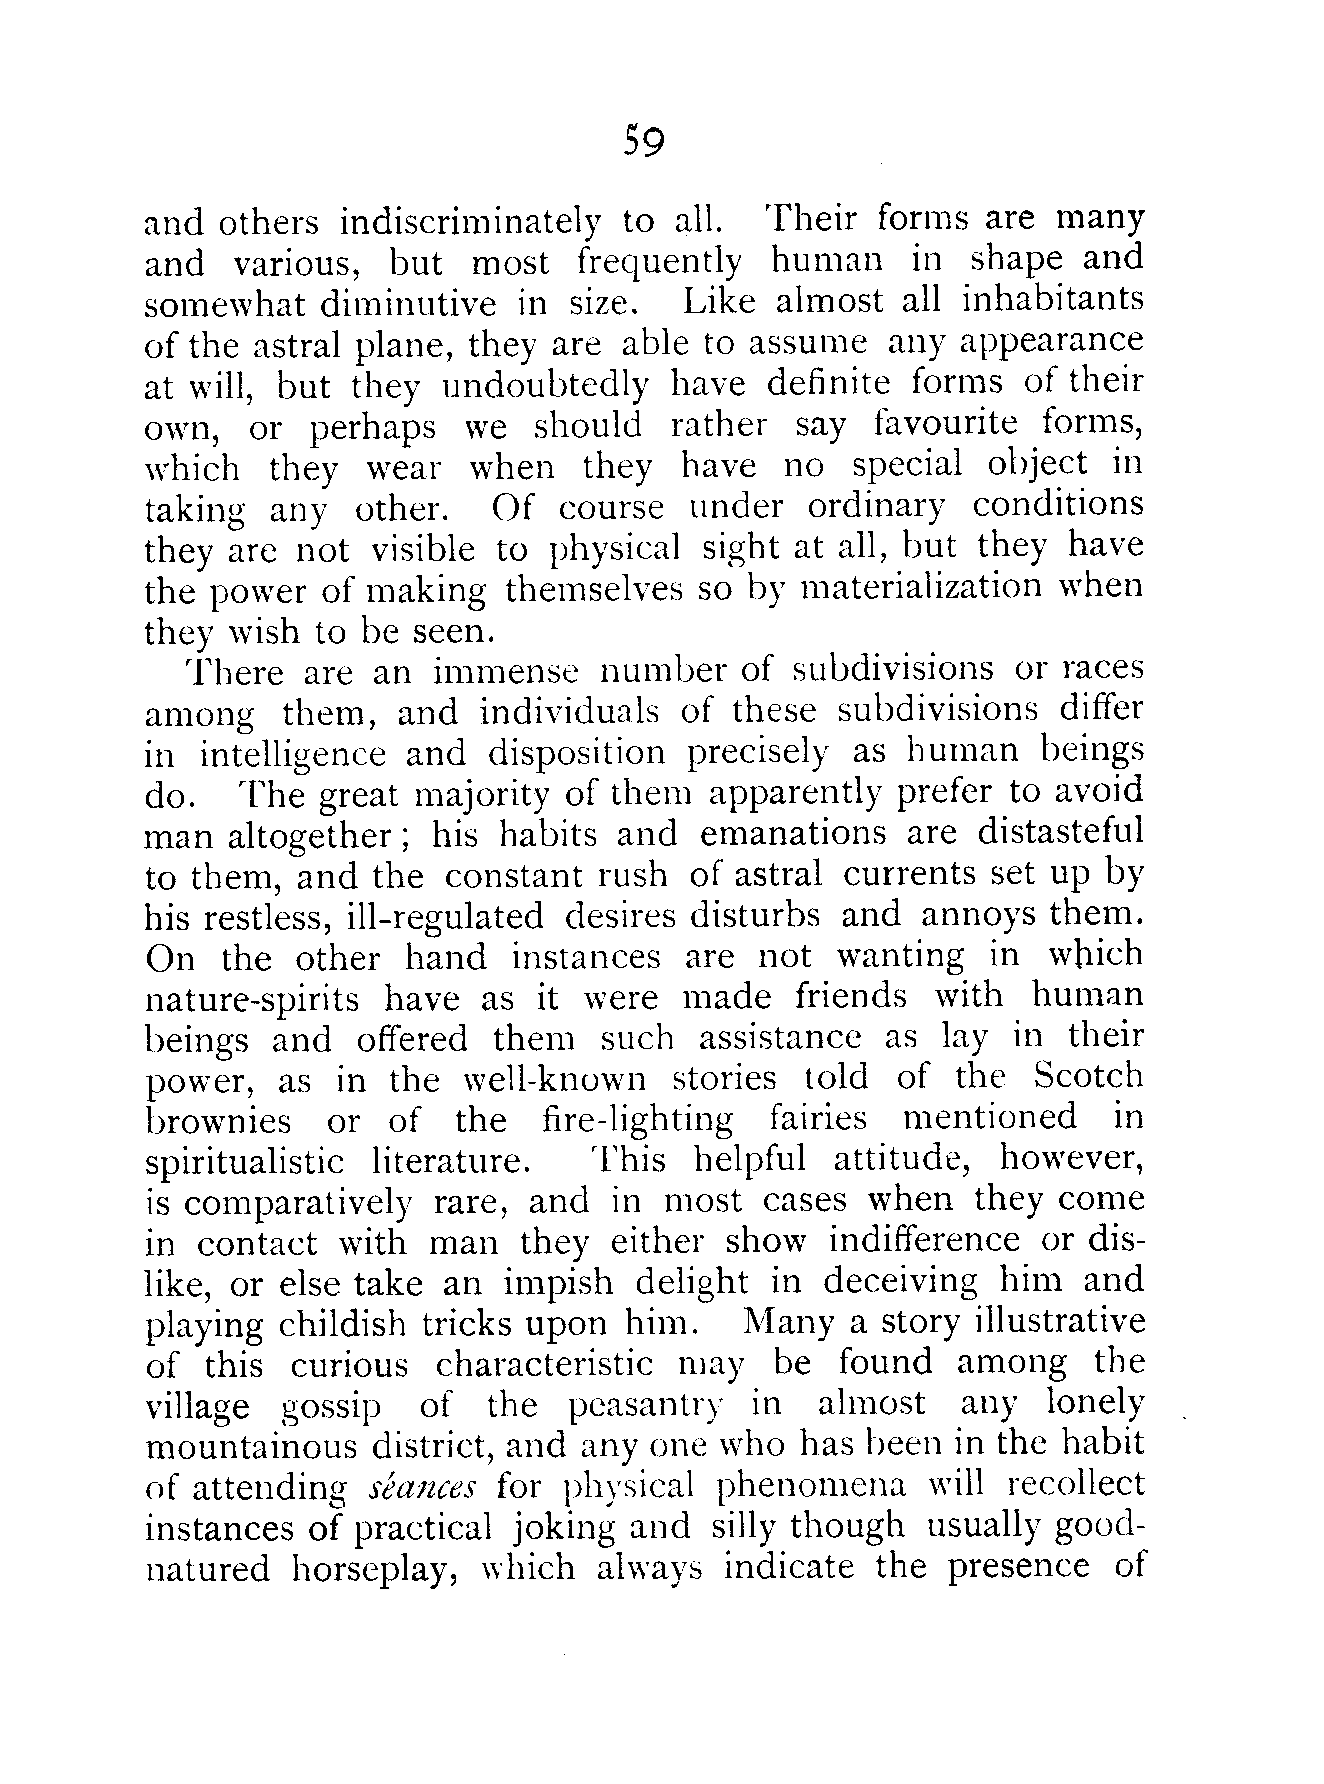 59
and others indiscriminately to all. Their forms are many
and various, but most frequently human in shape and
somewhat diminutive in size. Like almost all inhabitants
of the astral plane, they are able to assume any appearance
at will, but they undoubtedly have definite forms of their
own, or perhaps we should rather say favourite forms,
which they wear when they have no special object in
taking any other. Of course under ordinary conditions
they are not visible to physical sight at all, but they have
the power of making themselves so by materialization when
they wish to be seen.
There are an immense number of subdivisions or races
among them, and individuals of these subdivisions differ
in intelligence and disposition precisely as human beings
do. The great majority of them apparently prefer to avoid
man altogether; his habits and emanations are distasteful
to them, and the constant rush of astral currents set up by
his restless, ill-regulated desires disturbs and annoys them.
On the other hand instances are not wanting in which
nature-spirits have as it were made friends with human
beings and offered them such assistance as lay in their
power, as in the well-known stories told of the Scotch
brownies or of the fire-lighting fairies mentioned in
spiritualistic literature. This helpful attitude, however,
is comparatively rare, and in most cases when they come
in contact with man they either show indifference or dis-
like, or else take an impish delight in deceiving him and
playing childish tricks upon him. Many a story illustrative
of this curious characteristic may be found among the
village gossip of the peasantry in almost any lonely
mountainous district, and any one who has been in the habit
of attending séances for physical phenomena will recollect
instances of practical joking and silly though usually good-
natured horseplay, which always indicate the presence of